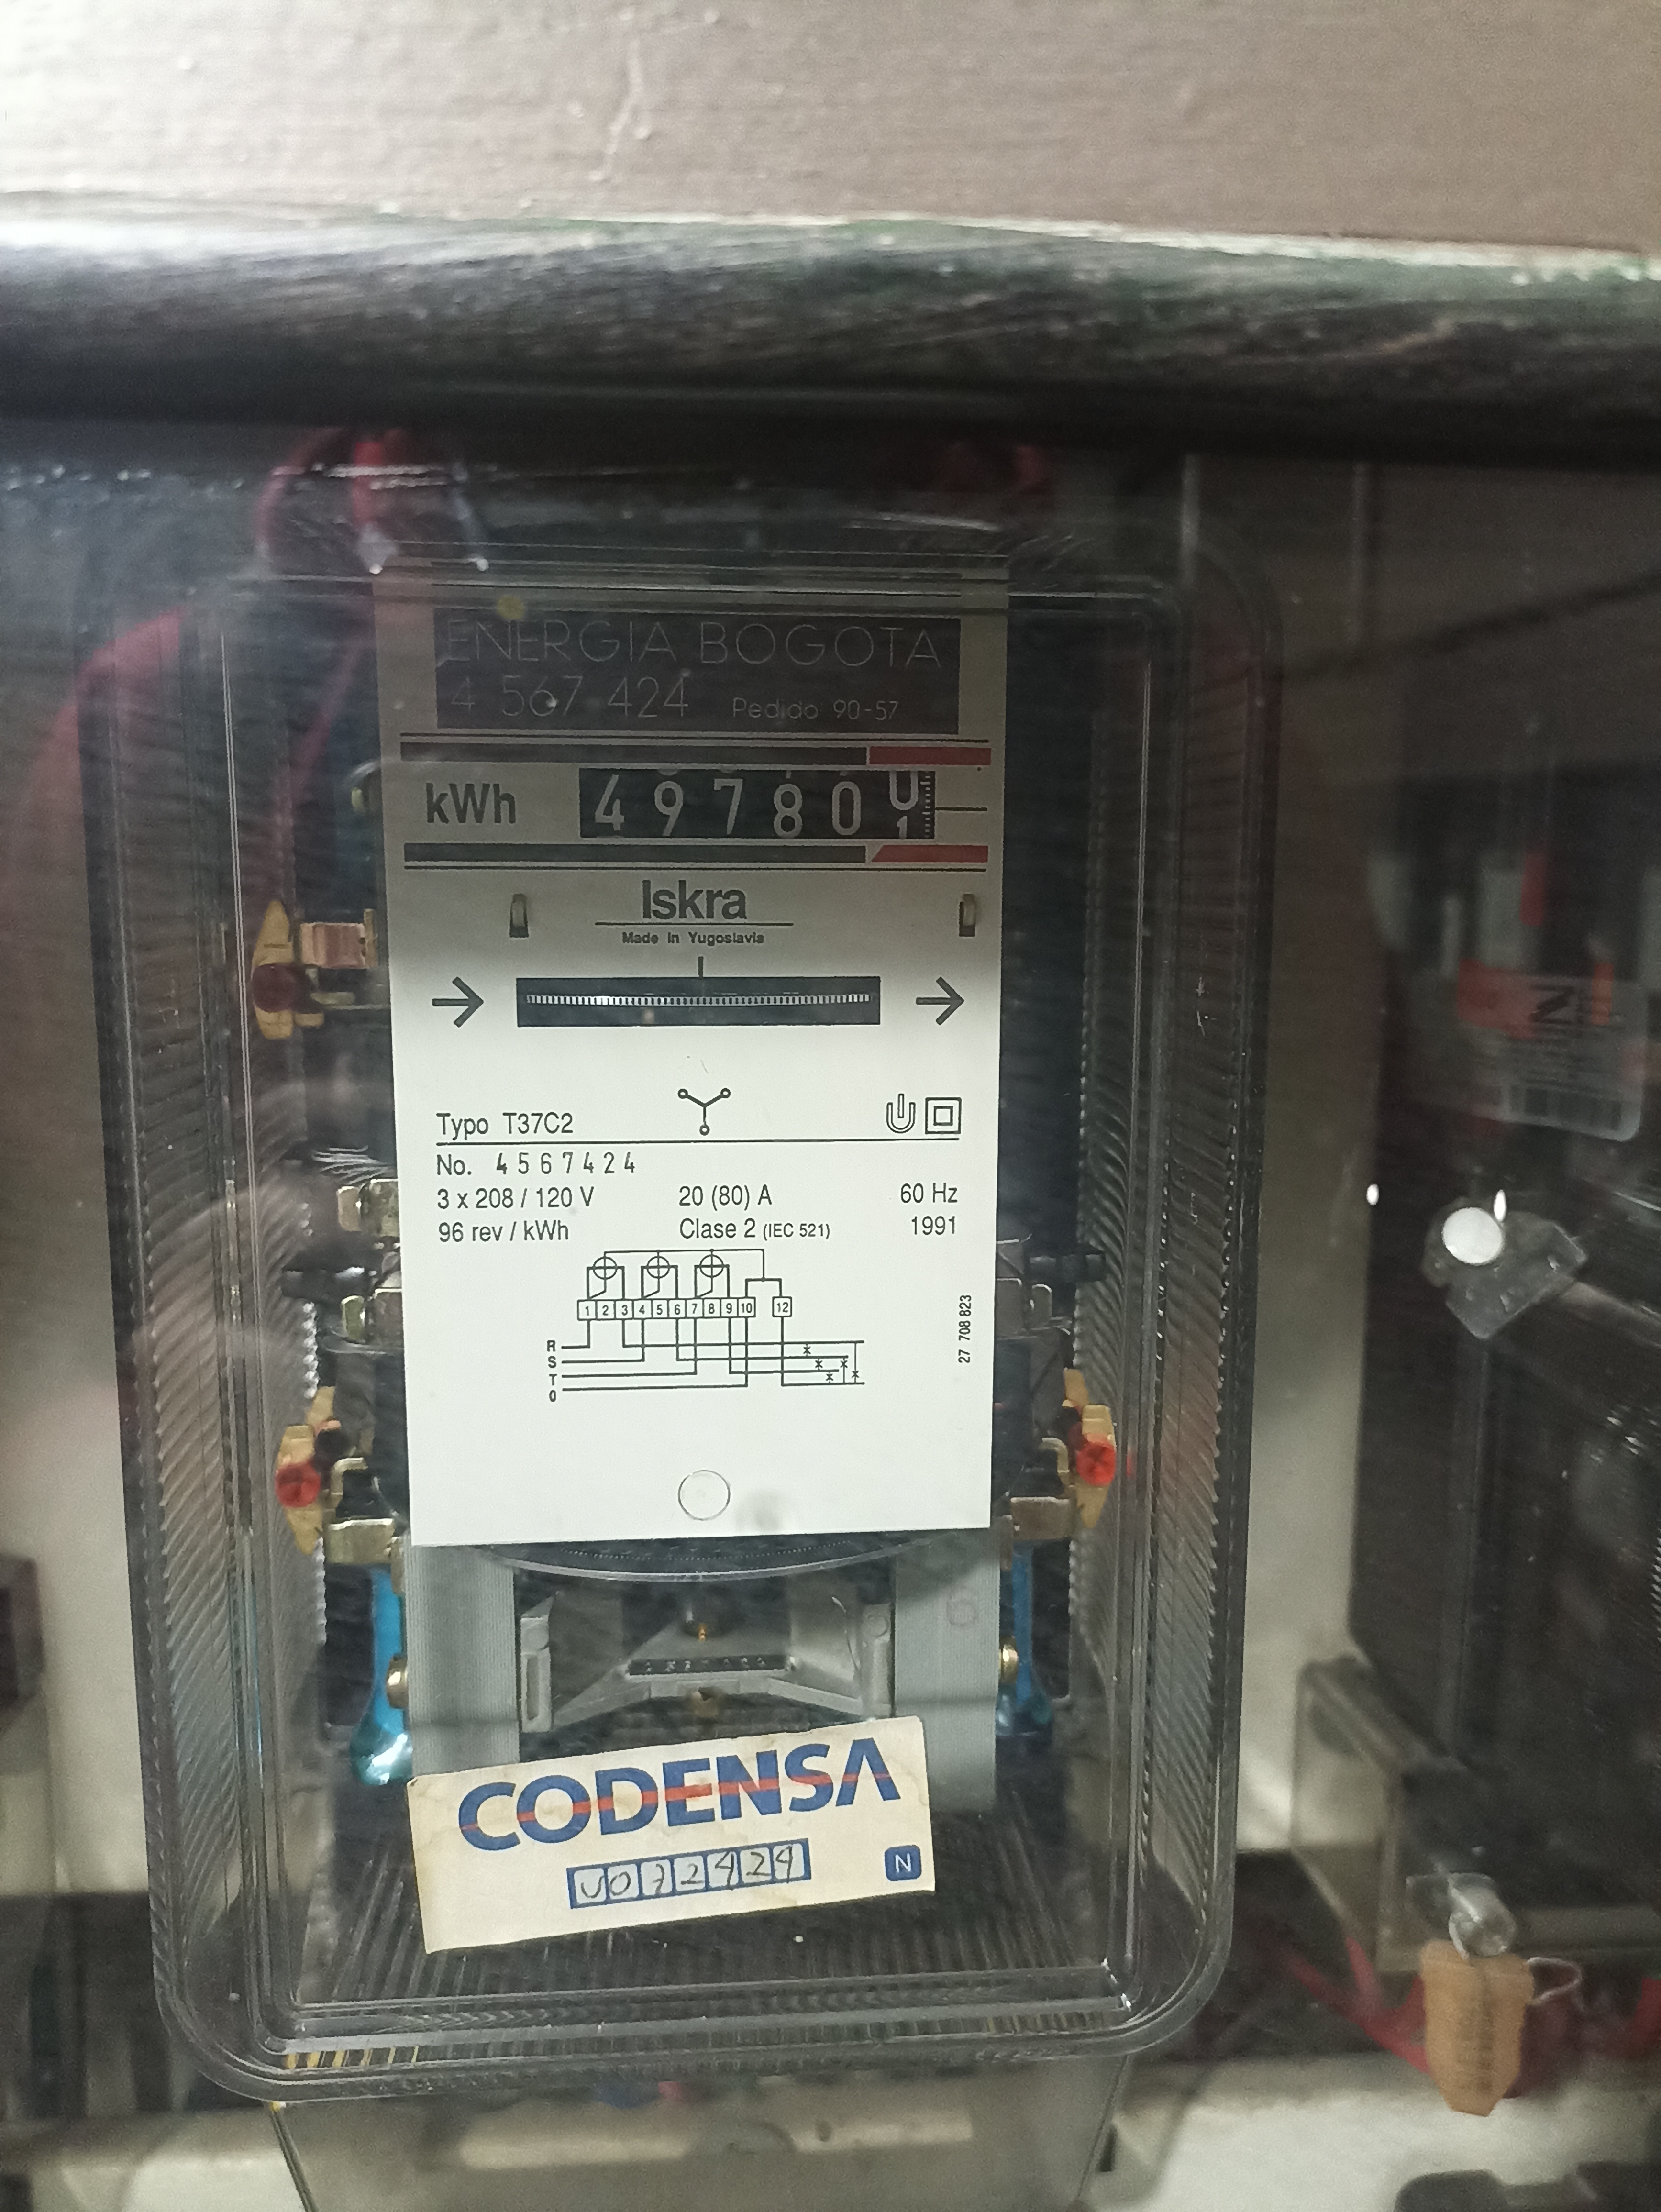 ENERGIA BOGOTA
4 567 424 Pedido 90-57
kWh 49780 0 1
Iskra
Made in Yugoslavia
Typo T37C2
No. 4567424
3 x 208 / 120 V 20 (80) A 60 Hz
96 rev / kWh Clase 2 (IEC 521) 1991
1 2 3 4 5 6 7 8 9 10 12
R
S
T
0
27 708 823
CODENSA
N